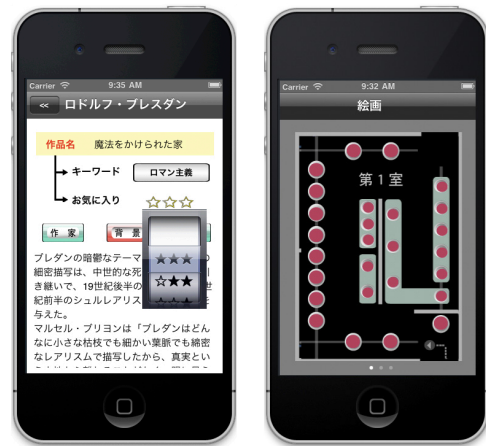 Carrier 9:35 AM
<< ロドルフ・ブレスダン
作品名 魔法をかけられた家
キーワード ロマン主義
お気に入り ☆☆☆
作 家 背 景
★★★
☆★★
ブレダンの暗鬱なテーマ
細密描写は、中世的な死 引
き継いで、19世紀後半の 世
紀前半のシュルレアリス
与えた。
マルセル・ブリヨンは「ブレダンはどん
なに小さな枯枝でも細かい葉脈でも綿密
なレアリスムで描写したから、真実とい
Carrier 9:32 AM
絵画
第1室